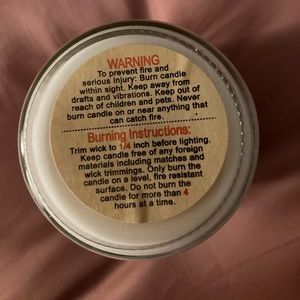 WARNING
To prevent fire and
serious injury: Burn candle
within sight. Keep away from
drafts and vibrations. Keep out of
reach of children and pets. Never
burn candle on or near anything that
can catch fire.
Burning Instructions:
Trim wick to 1/4 inch before lighting.
Keep candle free of any foreign
materials including matches and
wick trimmings. Only burn the
candle on a level, fire resistant
surface. Do not burn the
candle for more than 4
hours at a time.